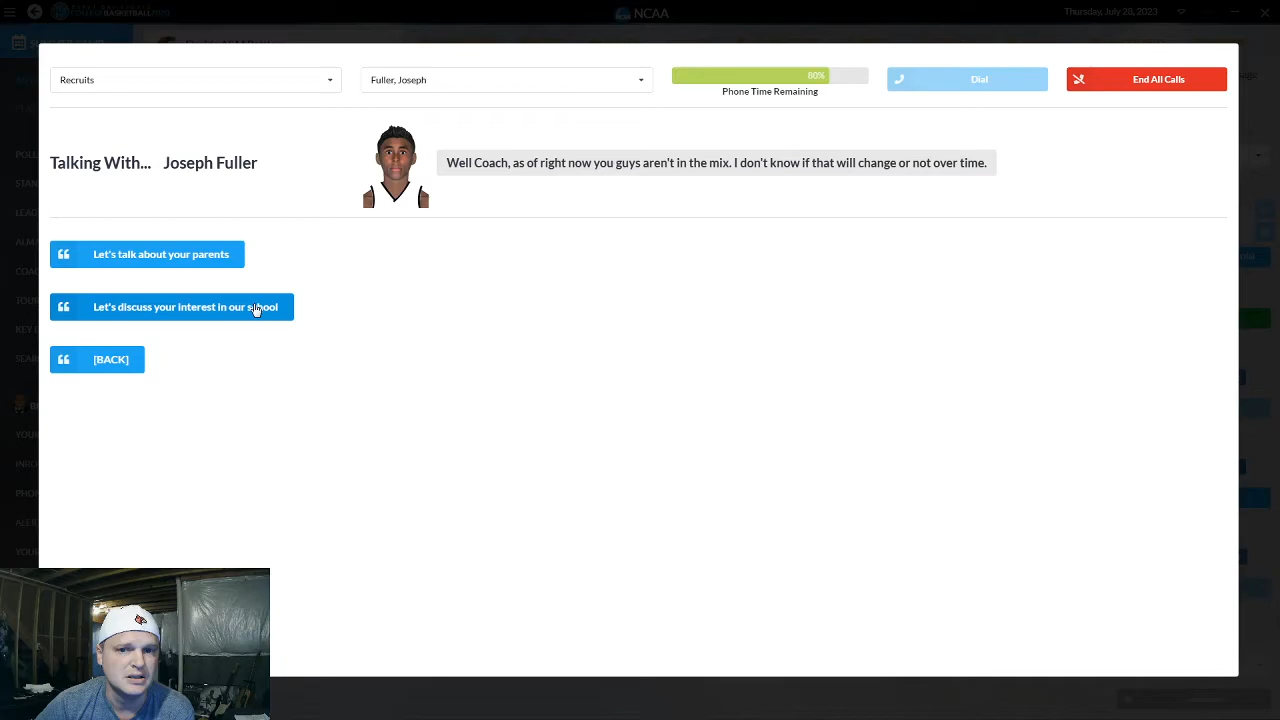 COLLEGE BASKETBALL
NCAA
Thursday, July 28, 2023
Recruits
Fuller, Joseph
80%
Phone Time Remaining
Dial
End All Calls
Talking With... Joseph Fuller
Well Coach, as of right now you guys aren't in the mix. I don't know if that will change or not over time.
Let's talk about your parents
Let's discuss your interest in our school
[BACK]